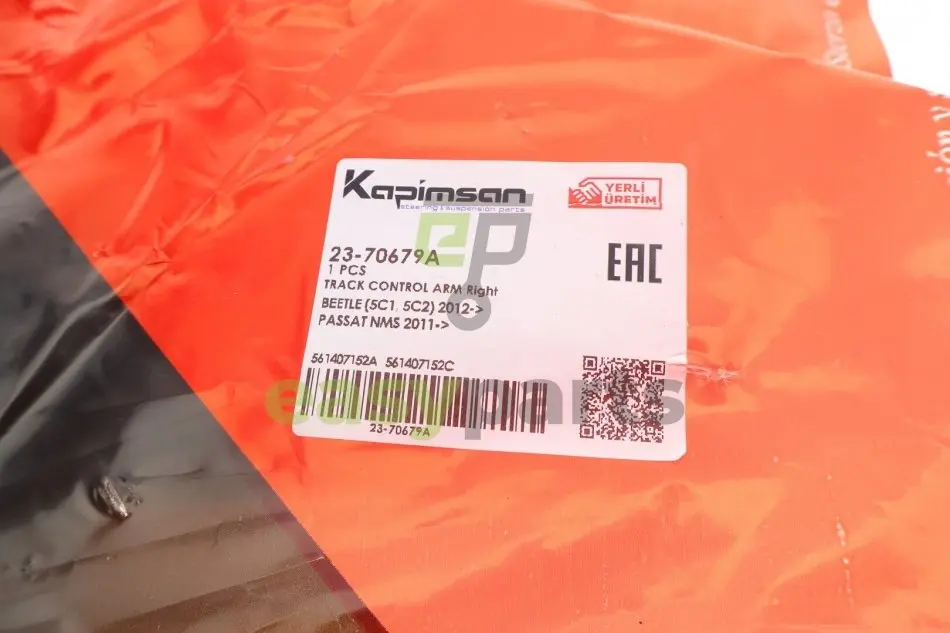 Kapimsan
steering & suspension parts
YERLİ
ÜRETİM
23-70679A
1 PCS
EAC
TRACK CONTROL ARM Right
BEETLE (5C1, 5C2) 2012->
PASSAT NMS 2011->
561407152A 561407152C
23-70679A
ep
easyparts